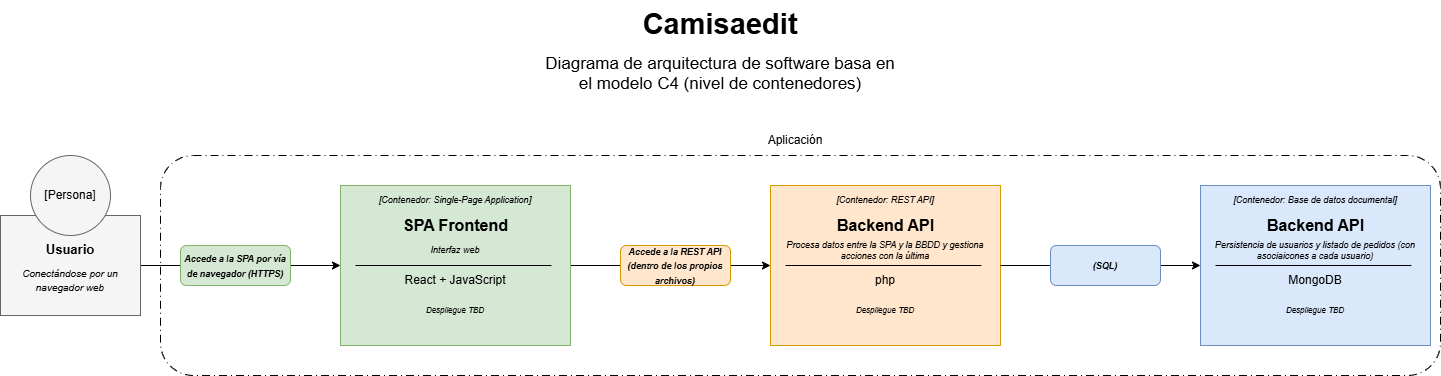 Camisaedit
Diagrama de arquitectura de software basa en
el modelo C4 (nivel de contenedores)
Aplicación
[Persona]
Usuario
Conectándose por un
navegador web
Accede a la SPA por vía
de navegador (HTTPS)
[Contenedor: Single-Page Application]
SPA Frontend
Interfaz web
React + JavaScript
Despliegue TBD
Accede a la REST API
(dentro de los propios
archivos)
[Contenedor: REST API]
Backend API
Procesa datos entre la SPA y la BBDD y gestiona
acciones con la última
php
Despliegue TBD
(SQL)
[Contenedor: Base de datos documental]
Backend API
Persistencia de usuarios y listado de pedidos (con
asociaicones a cada usuario)
MongoDB
Despliegue TBD